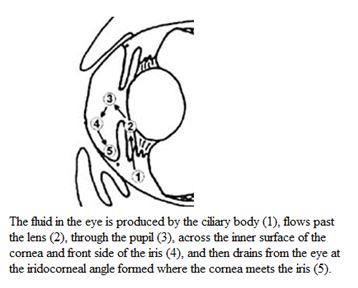 3
4
2
5
1
The fluid in the eye is produced by the ciliary body (1), flows past
the lens (2), through the pupil (3), across the inner surface of the
cornea and front side of the iris (4), and then drains from the eye at
the iridocorneal angle formed where the cornea meets the iris (5).